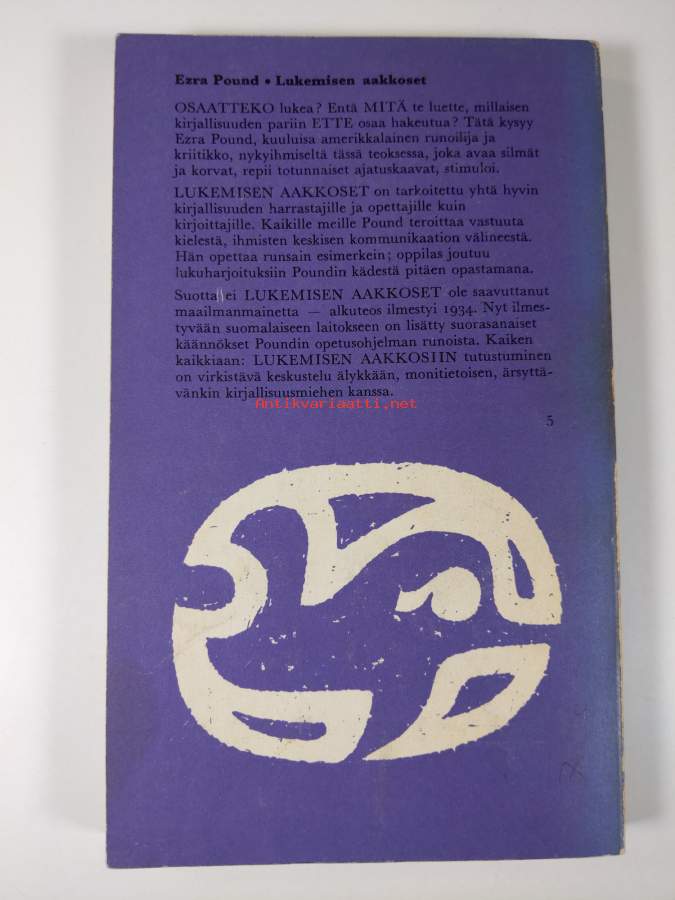 Ezra Pound • Lukemisen aakkoset
OSAATTEKO lukea? Entä MITÄ te luette, millaisen
kirjallisuuden pariin ETTE osaa hakeutua? Tätä kysyy
Ezra Pound, kuuluisa amerikkalainen runoilija ja
kriitikko, nykyihmiseltä tässä teoksessa, joka avaa silmät
ja korvat, repii totunnaiset ajatuskaavat, stimuloi.
LUKEMISEN AAKKOSET on tarkoitettu yhtä hyvin
kirjallisuuden harrastajille ja opettajille kuin
kirjoittajille. Kaikille meille Pound teroittaa vastuuta
kielestä, ihmisten keskisen kommunikaation välineestä.
Hän opettaa runsain esimerkein; oppilas joutuu
lukuharjoituksiin Poundin kädestä pitäen opastamana.
Suotta ei LUKEMISEN AAKKOSET ole saavuttanut
maailmanmainetta — alkuteos ilmestyi 1934. Nyt ilmes-
tyvään suomalaiseen laitokseen on lisätty suorasanaiset
käännökset Poundin opetusohjelman runoista. Kaiken
kaikkiaan: LUKEMISEN AAKKOSIIN tutustuminen
on virkistävä keskustelu älykkään, monitietoisen, ärsyttä-
vänkin kirjallisuusmiehen kanssa.
Antikvariaatti.net
5